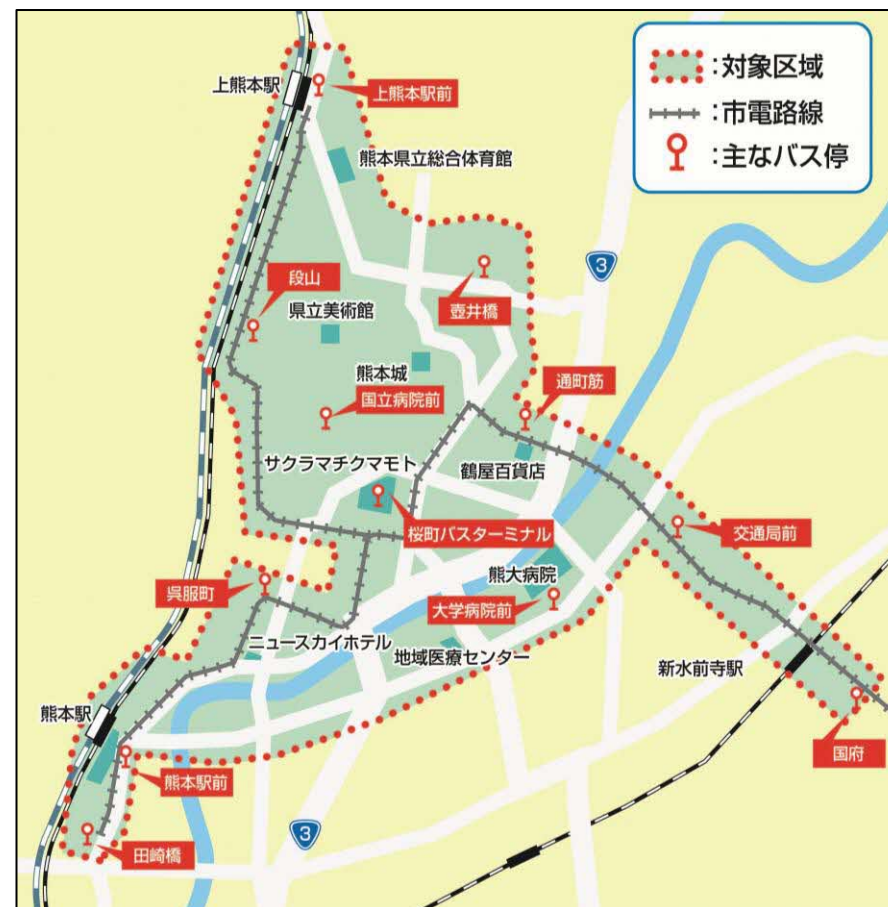 :対象区域
:市電路線
:主なバス停
上熊本駅
上熊本駅前
熊本県立総合体育館
3
段山
県立美術館
壺井橋
熊本城
国立病院前
通町筋
サクラマチクマモト
鶴屋百貨店
桜町バスターミナル
交通局前
熊大病院
呉服町
大学病院前
ニュースカイホテル
地域医療センター
新水前寺駅
熊本駅
国府
熊本駅前
3
田崎橋